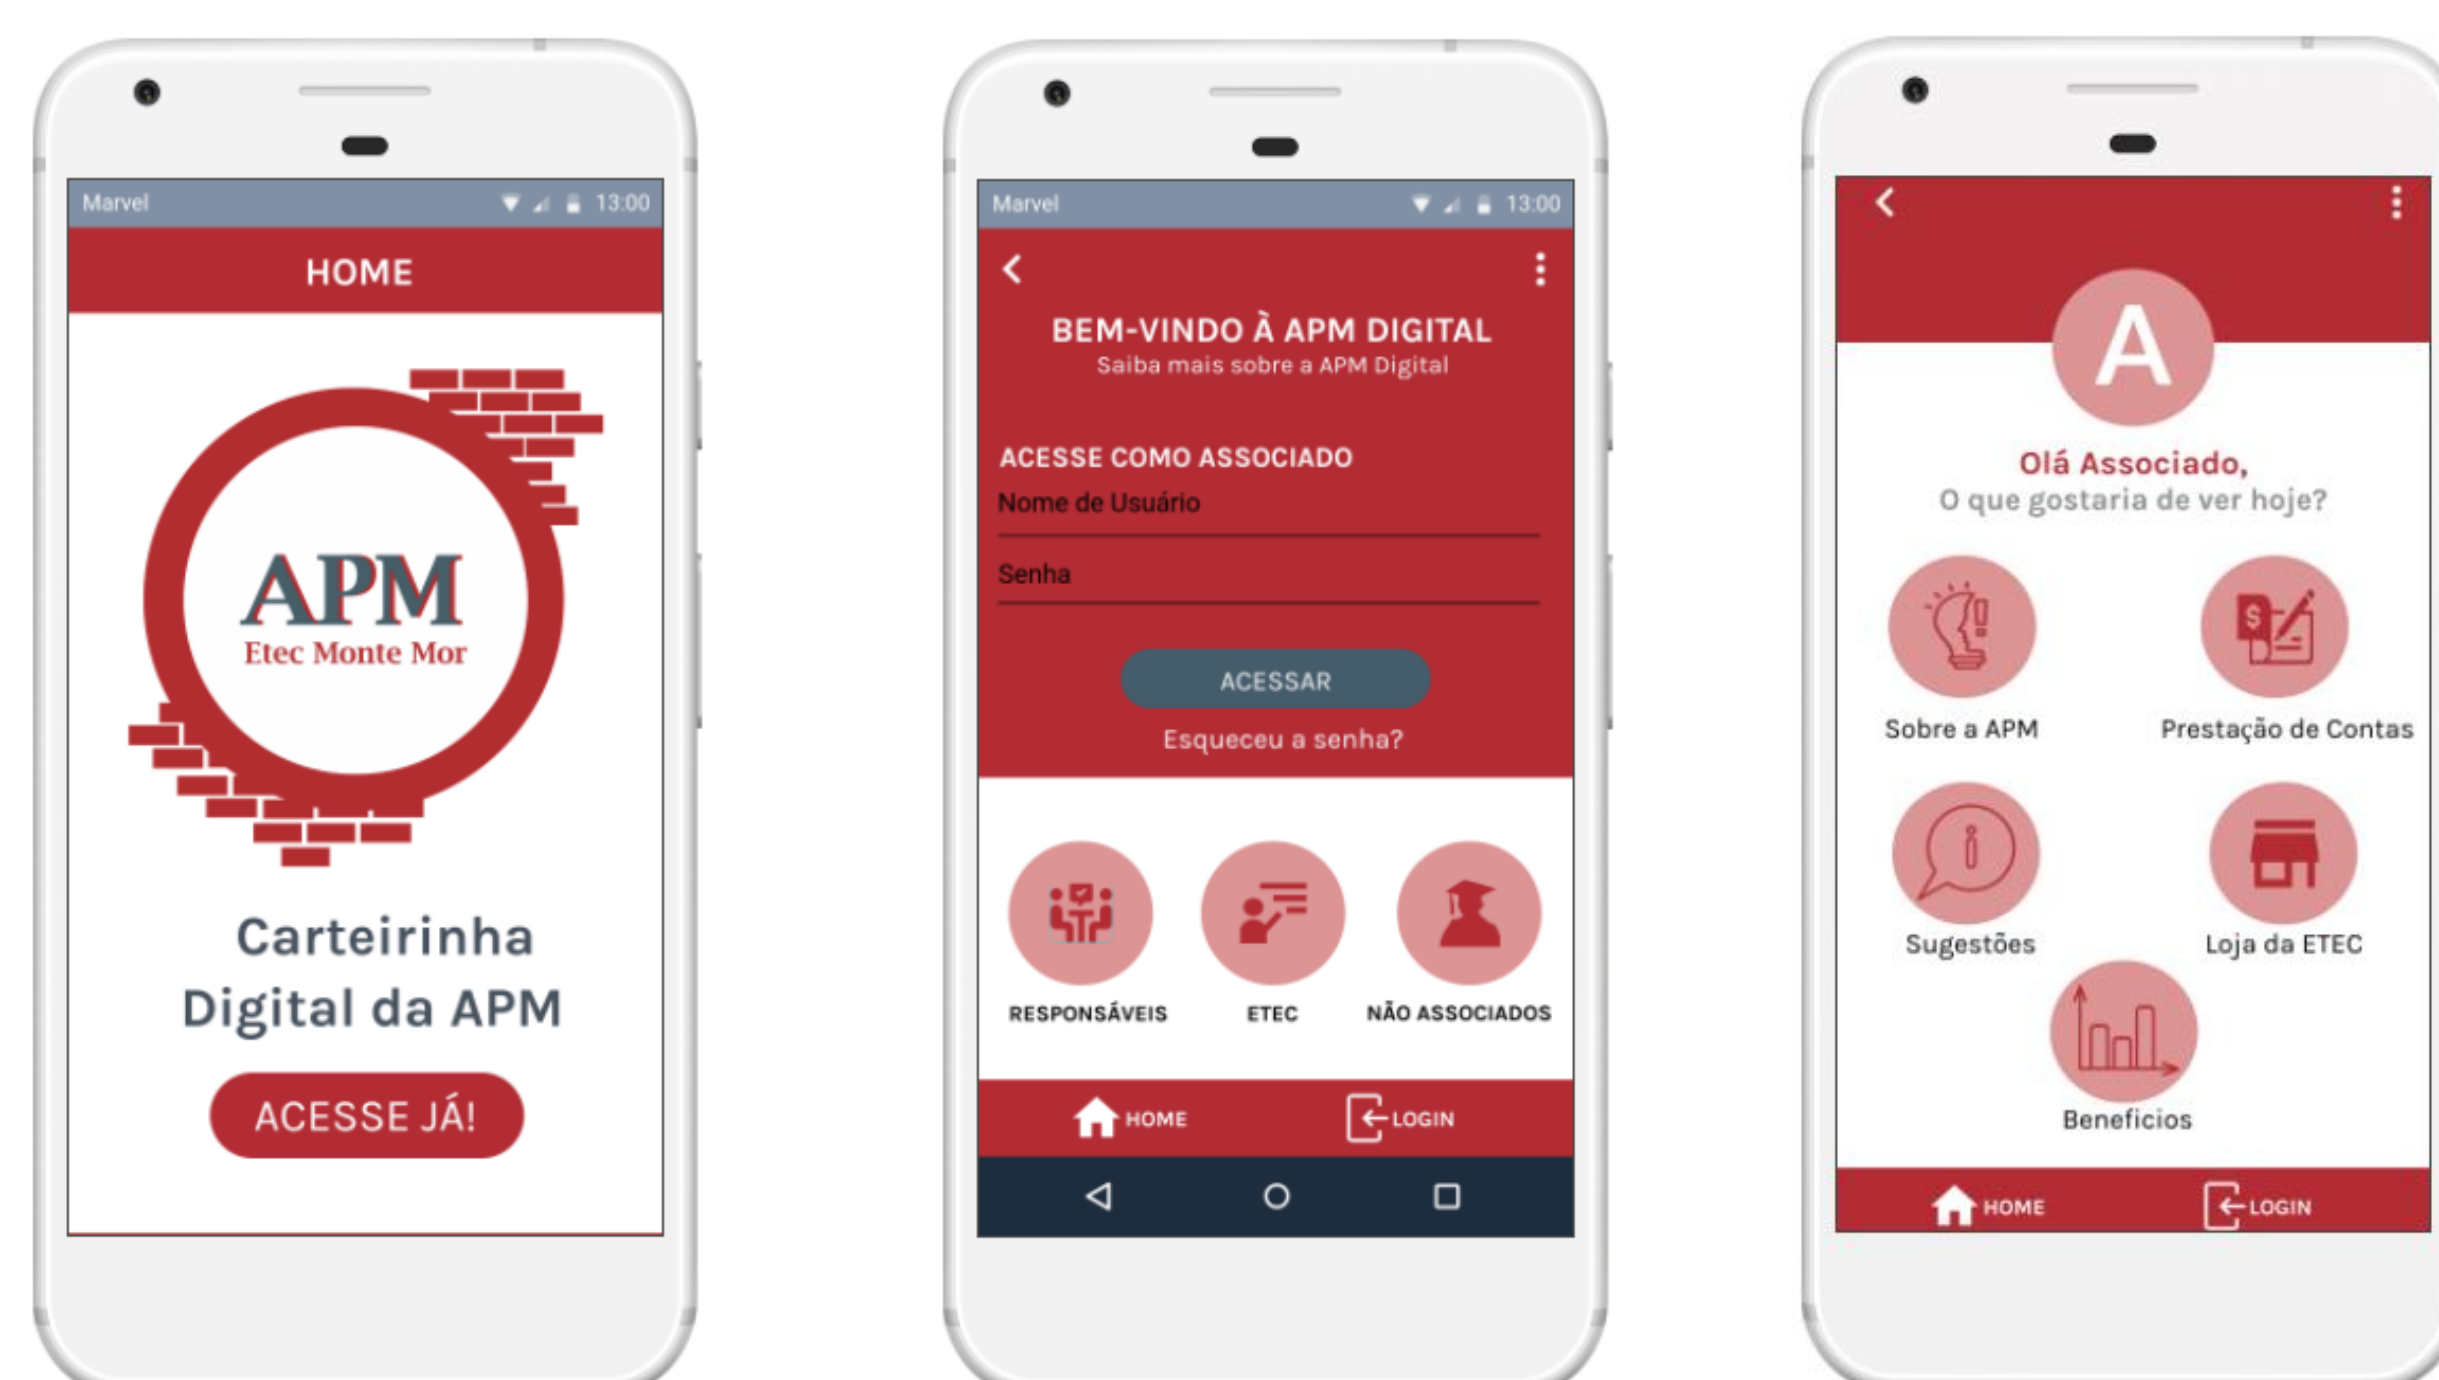 Marvel
13:00
HOME
APM
Etec Monte Mor
Carteirinha
Digital da APM
ACESSE JÁ!
Marvel
13:00
BEM-VINDO À APM DIGITAL
Saiba mais sobre a APM Digital
ACESSE COMO ASSOCIADO
Nome de Usuário
Senha
ACESSAR
Esqueceu a senha?
RESPONSÁVEIS
ETEC
NÃO ASSOCIADOS
HOME
LOGIN
A
Olá Associado,
O que gostaria de ver hoje?
Sobre a APM
Prestação de Contas
Sugestões
Loja da ETEC
Beneficios
HOME
LOGIN